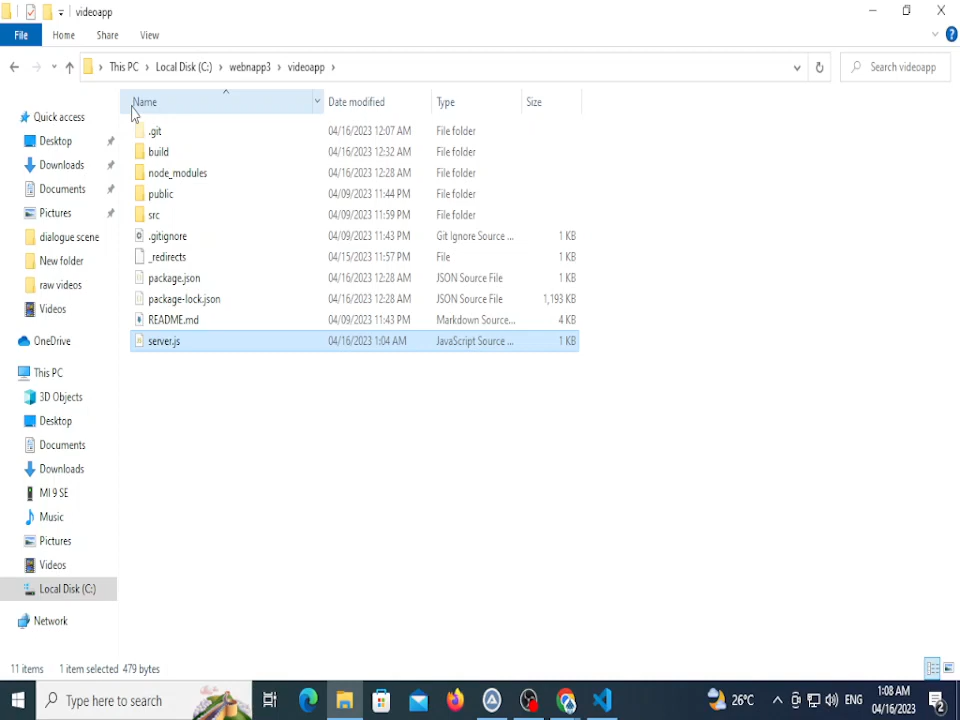 videoapp
File Home Share View
This PC Local Disk (C:) webnapp3 videoapp
Search videoapp
Name Date modified Type Size
Quick access
Desktop
Downloads
Documents
Pictures
dialogue scene
New folder
raw videos
Videos
OneDrive
This PC
3D Objects
Desktop
Documents
Downloads
MI 9 SE
Music
Pictures
Videos
Local Disk (C:)
Network
.git 04/16/2023 12:07 AM File folder
build 04/16/2023 12:32 AM File folder
node_modules 04/16/2023 12:28 AM File folder
public 04/09/2023 11:44 PM File folder
src 04/09/2023 11:59 PM File folder
.gitignore 04/09/2023 11:43 PM Git Ignore Source ... 1 KB
_redirects 04/15/2023 11:57 PM File 1 KB
package.json 04/16/2023 12:28 AM JSON Source File 1 KB
package-lock.json 04/16/2023 12:28 AM JSON Source File 1,193 KB
README.md 04/09/2023 11:43 PM Markdown Source... 4 KB
server.js 04/16/2023 1:04 AM JavaScript Source ... 1 KB
11 items 1 item selected 479 bytes
Type here to search
26°C
ENG
1:08 AM
04/16/2023
2